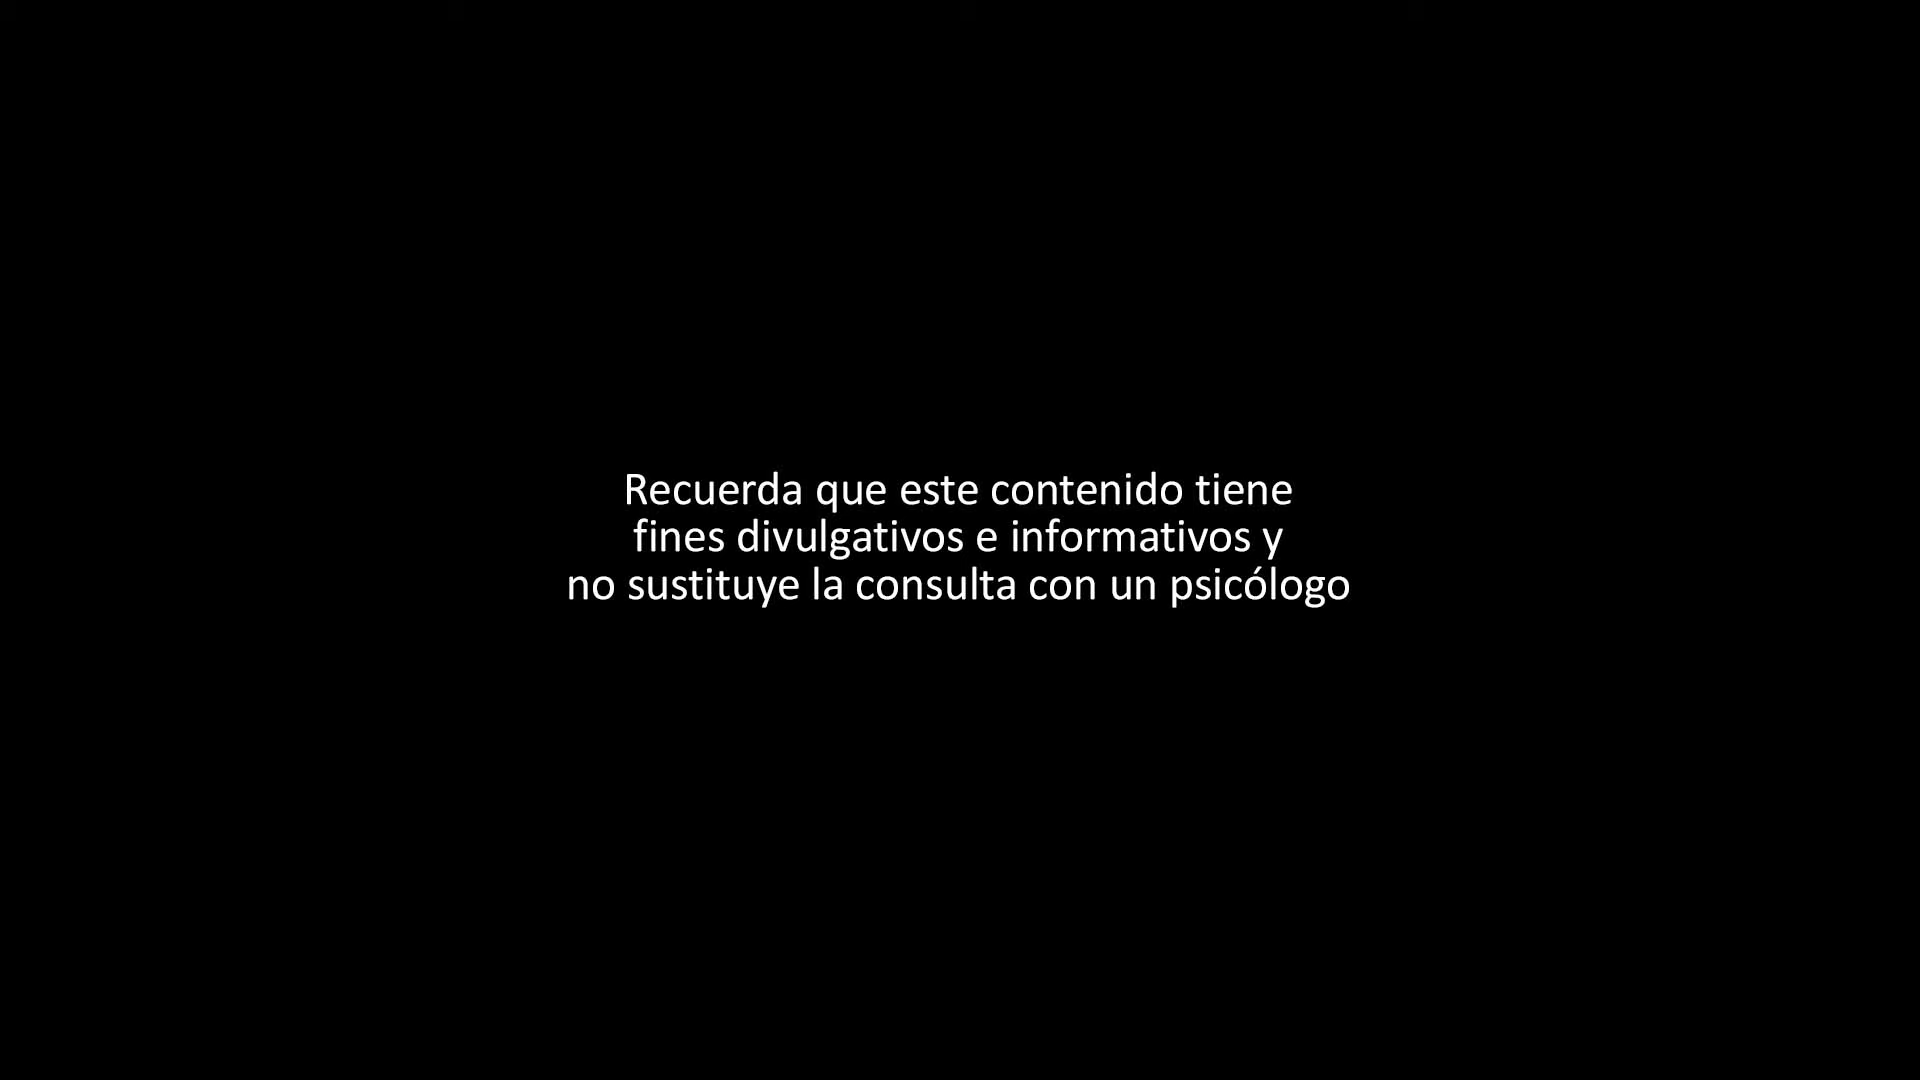 Recuerda que este contenido tiene
fines divulgativos e informativos y
no sustituye la consulta con un psicólogo